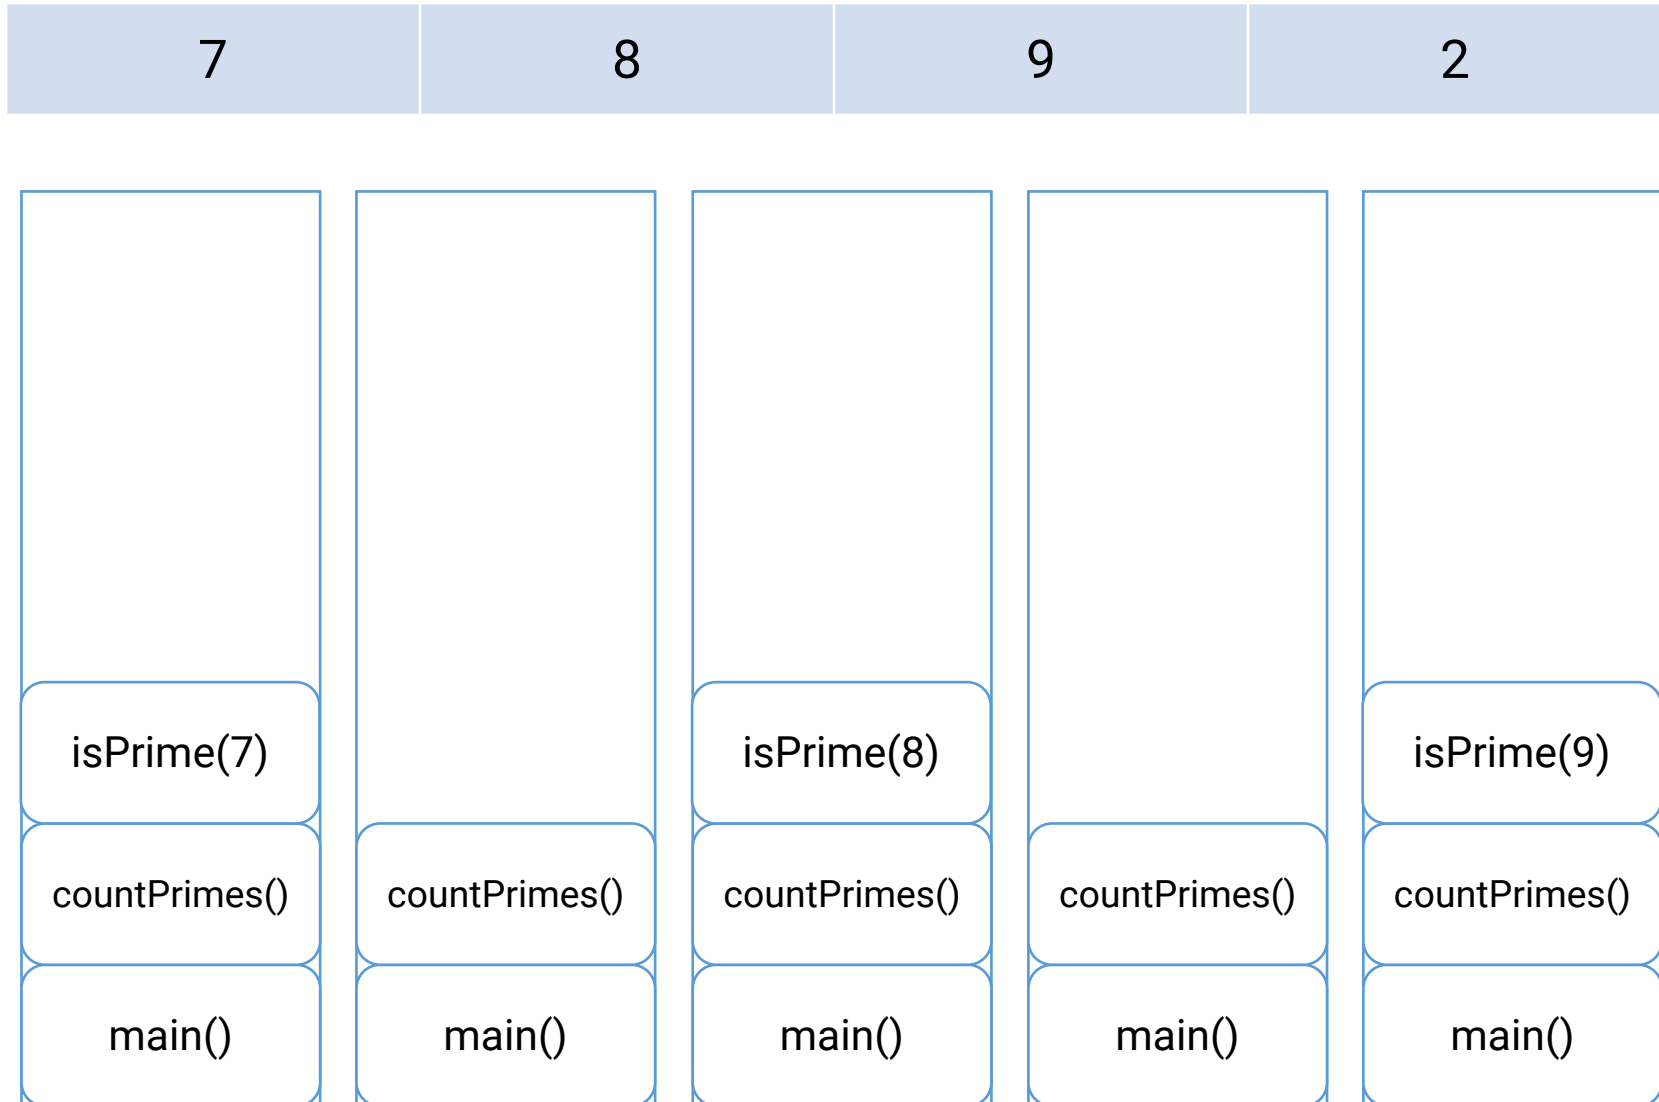 7 8 9 2
isPrime(7) isPrime(8) isPrime(9)
countPrimes() countPrimes() countPrimes() countPrimes() countPrimes()
main() main() main() main() main()